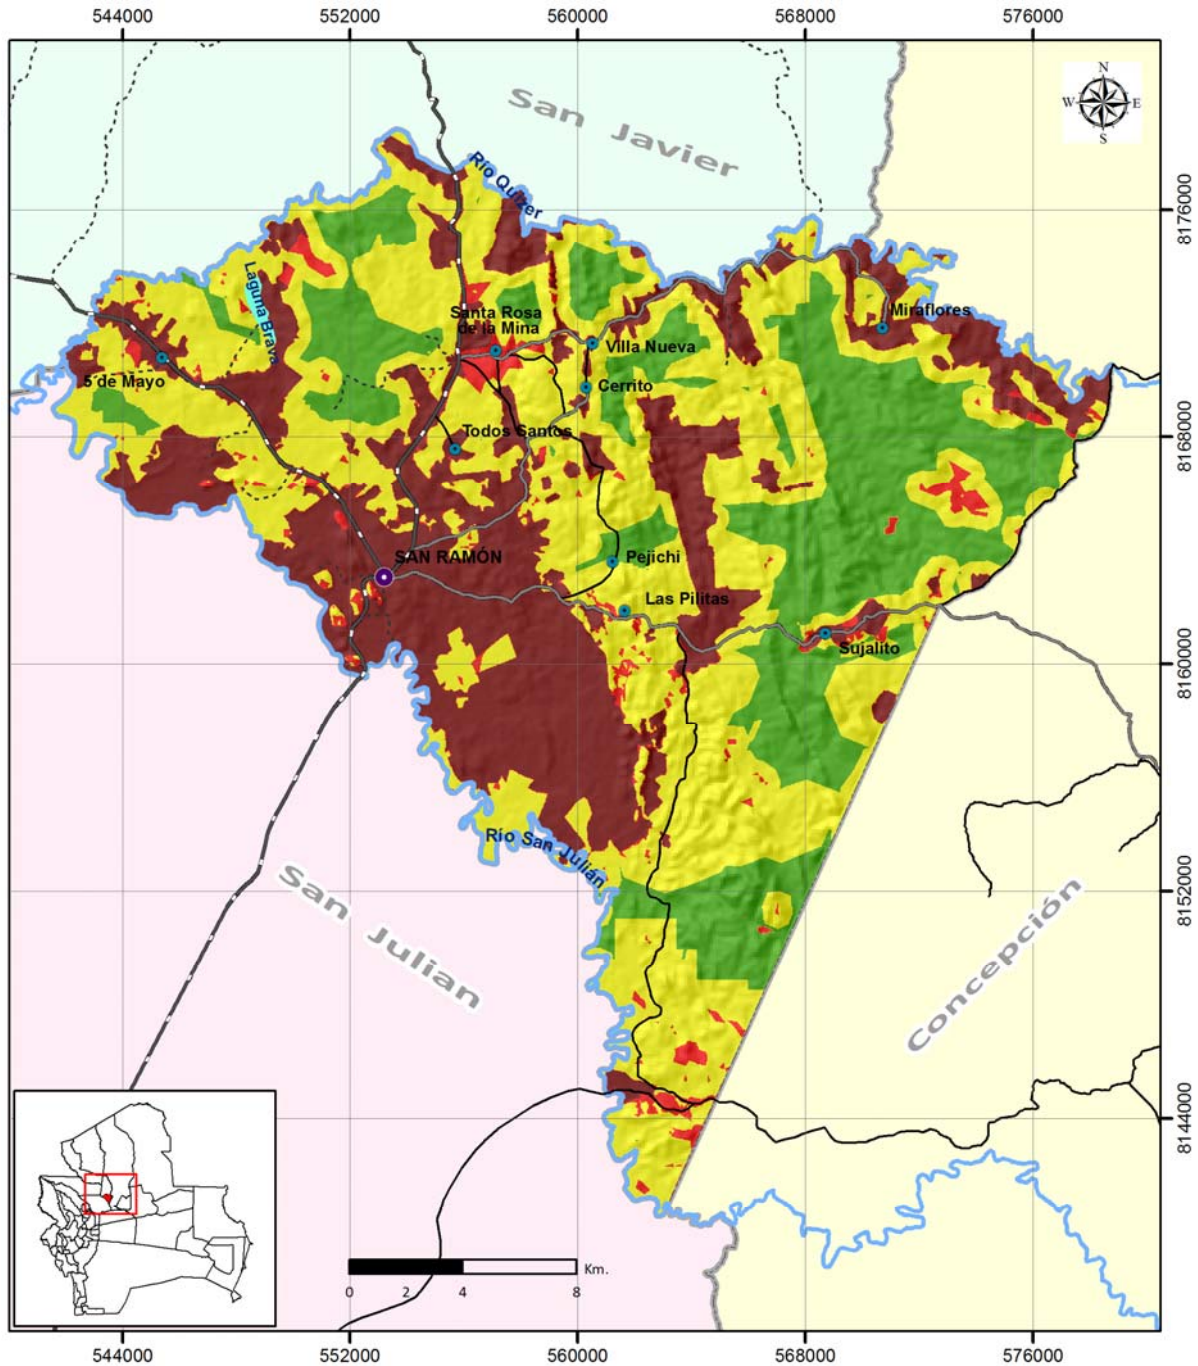 544000 552000 560000 568000 576000
San Javier
N
W E
S
Río Quizer
8176000
Laguna Brava
Santa Rosa
de la Mina
Miraflores
Villa Nueva
5 de Mayo
Cerrito
Todos Santos
8168000
SAN RAMÓN
Pejichi
Las Pilitas
Sujalito
8160000
Río San Julián
San Julian
8152000
Concepción
8144000
Km.
0 2 4 8
544000 552000 560000 568000 576000